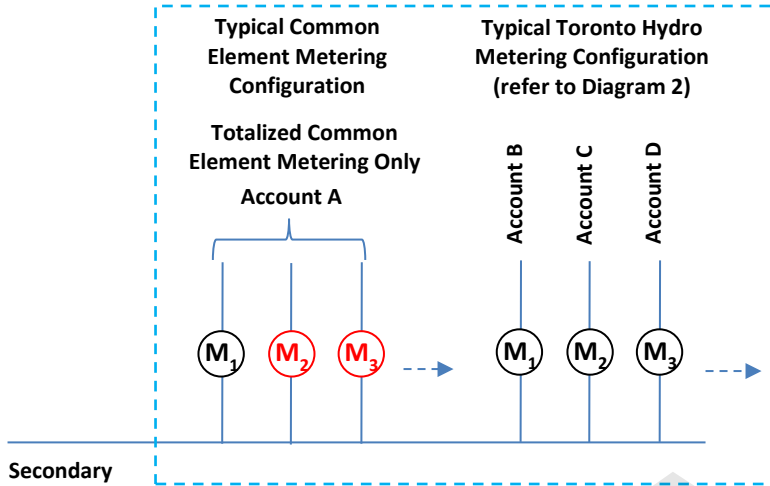 Typical Common
Element Metering
Configuration
Totalized Common
Element Metering Only
Account A
Typical Toronto Hydro
Metering Configuration
(refer to Diagram 2)
Account B
Account C
Account D
M1
M2
M3
M1
M2
M3
Secondary